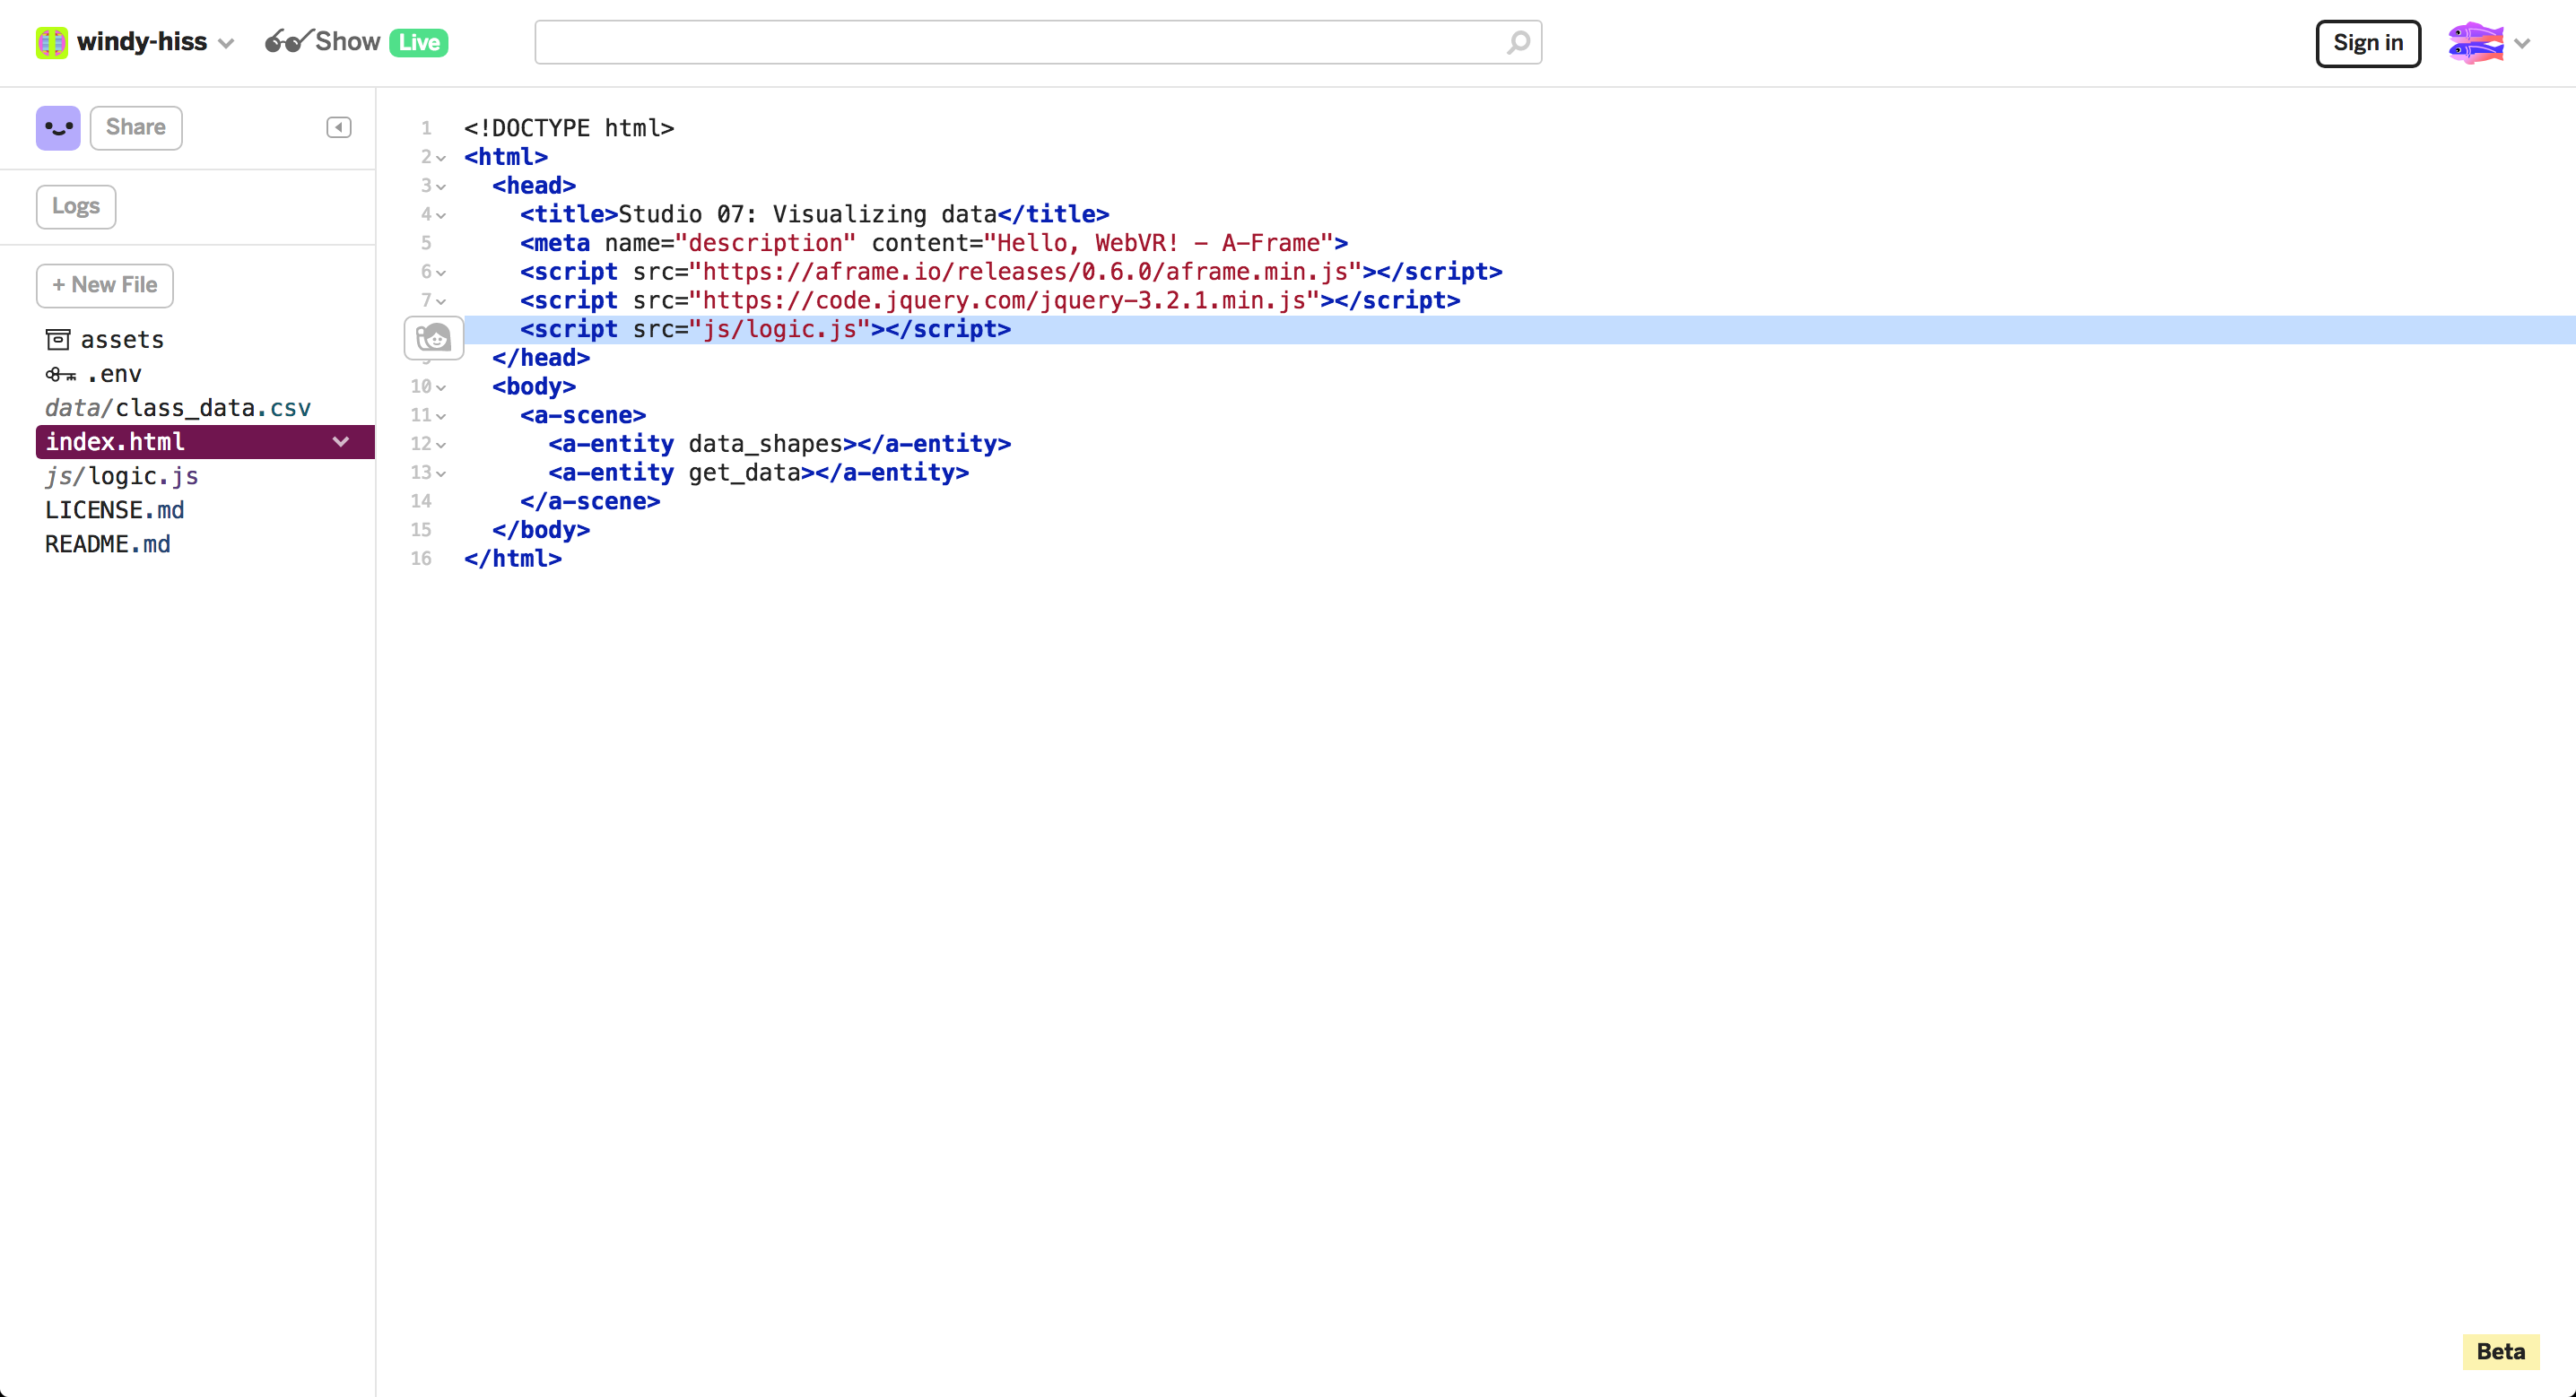 windy-hiss Show Live
Sign in
Share
Logs
+ New File
assets
.env
data/class_data.csv
index.html
js/logic.js
LICENSE.md
README.md
1 <!DOCTYPE html>
2 <html>
3 <head>
4 <title>Studio 07: Visualizing data</title>
5 <meta name="description" content="Hello, WebVR! - A-Frame">
6 <script src="https://aframe.io/releases/0.6.0/aframe.min.js"></script>
7 <script src="https://code.jquery.com/jquery-3.2.1.min.js"></script>
<script src="js/logic.js"></script>
</head>
10 <body>
11 <a-scene>
12 <a-entity data_shapes></a-entity>
13 <a-entity get_data></a-entity>
14 </a-scene>
15 </body>
16 </html>
Beta